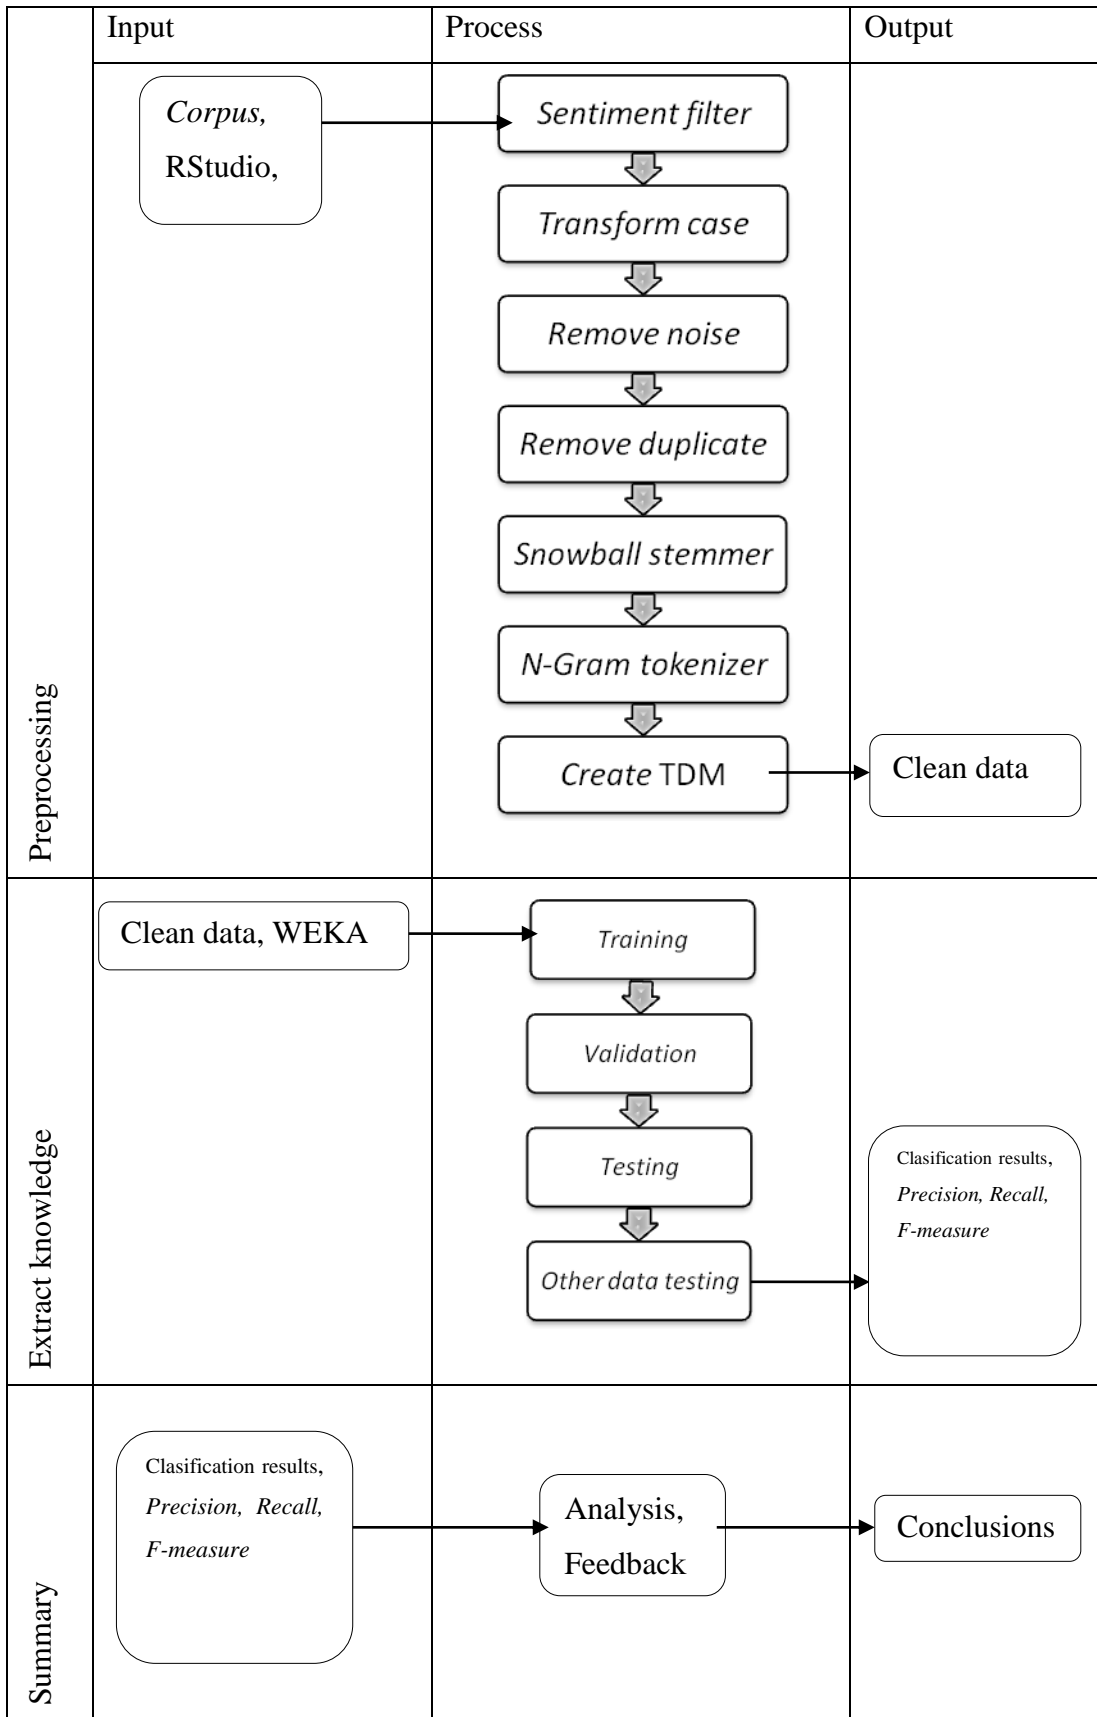 Input
Process
Output
Preprocessing
Corpus,
RStudio,
Sentiment filter
Transform case
Remove noise
Remove duplicate
Snowball stemmer
N-Gram tokenizer
Create TDM
Clean data
Extract knowledge
Clean data, WEKA
Training
Validation
Testing
Other data testing
Clasification results,
Precision, Recall,
F-measure
Summary
Clasification results,
Precision, Recall,
F-measure
Analysis,
Feedback
Conclusions